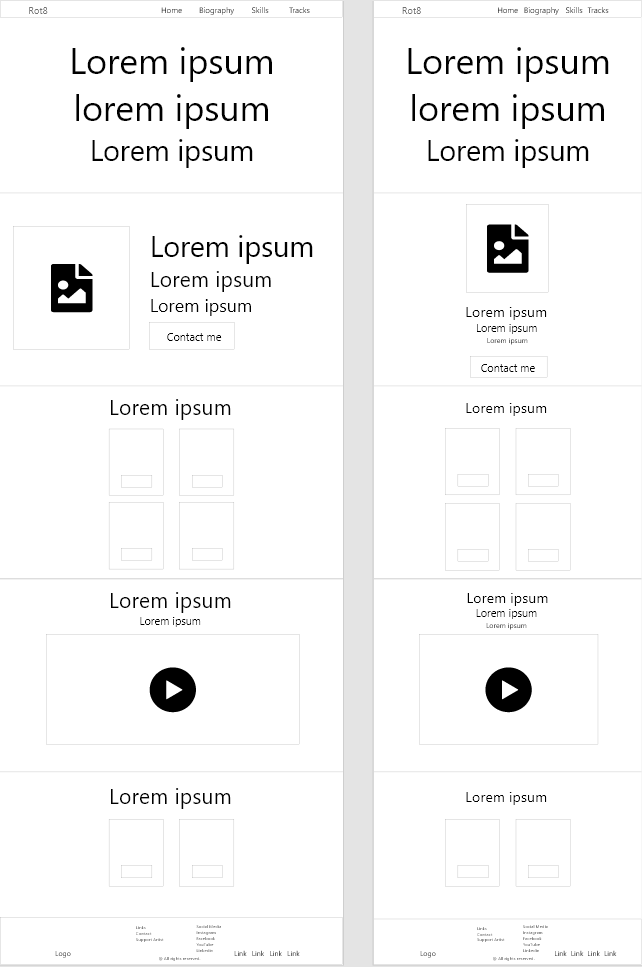 Rot8 Home Biography Skills Tracks
Lorem ipsum
lorem ipsum
Lorem ipsum
Lorem ipsum
Lorem ipsum
Lorem ipsum
Contact me
Lorem ipsum
Lorem ipsum
Lorem ipsum
Lorem ipsum
Links
Contact
Support Artist
Social Media
Instagram
Facebook
YouTube
Linkedin
Logo
© All rights reserved.
Link Link Link Link
Rot8 Home Biography Skills Tracks
Lorem ipsum
lorem ipsum
Lorem ipsum
Lorem ipsum
Lorem ipsum
Lorem ipsum
Contact me
Lorem ipsum
Lorem ipsum
Lorem ipsum
Lorem ipsum
Lorem ipsum
Links
Contact
Support Artist
Social Media
Instagram
Facebook
YouTube
Linkedin
Logo
© All rights reserved.
Link Link Link Link